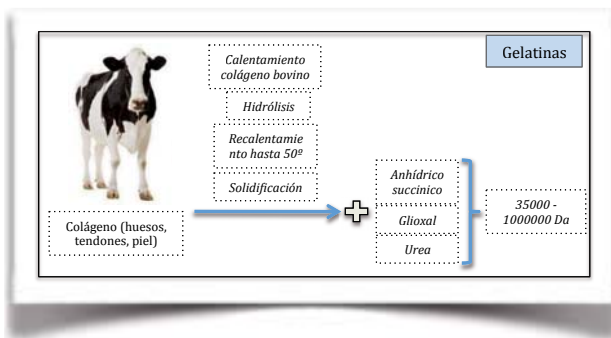 Gelatinas
Calentamiento
colágeno bovino
Hidrólisis
Recalentamie
nto hasta 50º
Solidificación
Colágeno (huesos,
tendones, piel)
Anhídrico
succinico
Glioxal
Urea
35000 -
1000000 Da